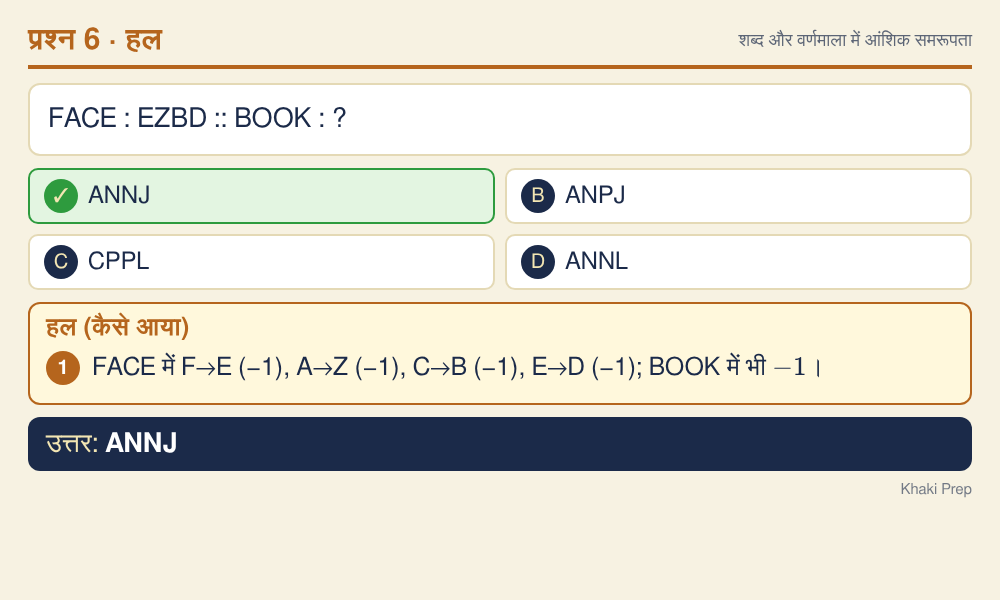 प्रश्न 6 · हल
शब्द और वर्णमाला में आंशिक समरूपता
FACE : EZBD :: BOOK : ?
✓ ANNJ
B ANPJ
C CPPL
D ANNL
हल (कैसे आया)
1 FACE में F→E (−1), A→Z (−1), C→B (−1), E→D (−1); BOOK में भी −1।
उत्तर: ANNJ
Khaki Prep